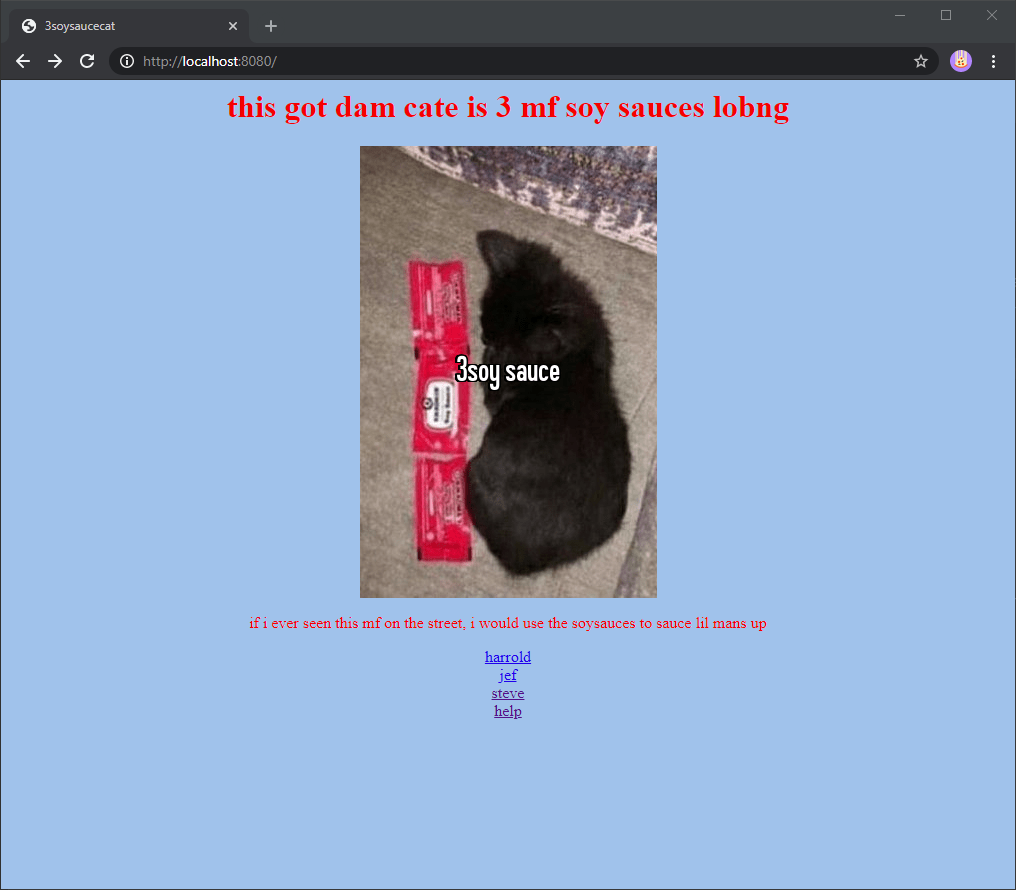 3soysaucecat
http://localhost:8080/
this got dam cate is 3 mf soy sauces lobng
3soy sauce
if i ever seen this mf on the street, i would use the soysauces to sauce lil mans up
harrold
jef
steve
help